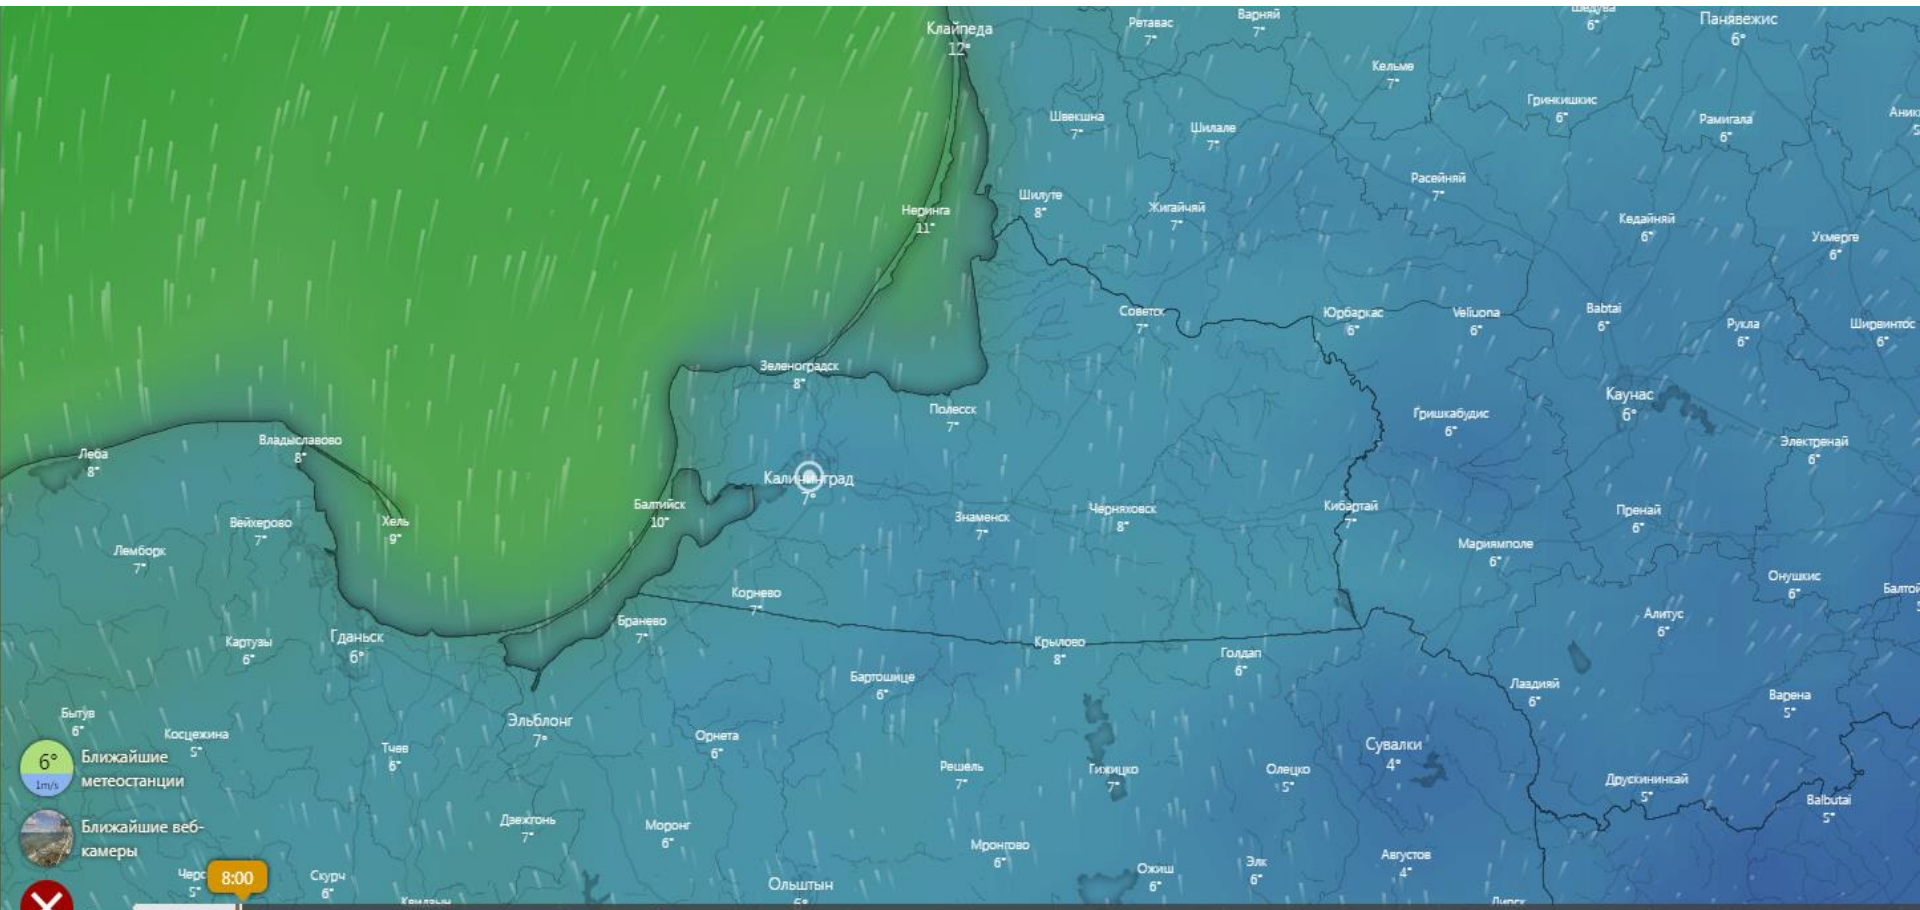 Клайпеда
12°
Ретавас
7°
Варняй
7°
6°
Панявежис
6°
Кельме
7°
Гринкишкис
6°
Рамигала
6°
Швекшна
7°
Шилале
7°
Расейняй
7°
Шилуте
8°
Жигайчяй
7°
Кедайняй
6°
Укмерге
6°
Неринга
11°
Советск
7°
Юрбаркас
6°
Veliuona
6°
Babtai
6°
Рукла
6°
Ширвинтос
6°
Зеленоградск
8°
Полесск
7°
Гришкабудис
6°
Каунас
6°
Электренай
6°
Леба
8°
Владыславово
8°
Калининград
7°
Балтийск
10°
Вейхерово
7°
Хель
9°
Знаменск
7°
Черняховск
8°
Кибартай
7°
Пренай
6°
Лемборк
7°
Мариямполе
6°
Онушкис
6°
Корнево
7°
Бранево
7°
Алитус
6°
Картузы
6°
Гданьск
6°
Крылово
8°
Голдап
6°
Бартошице
6°
Лаздияй
6°
Варена
5°
Бытув
6°
Косцежина
5°
Эльблонг
7°
Орнета
6°
Тчев
6°
Сувалки
4°
Решель
7°
Гижицко
7°
Олецко
5°
Друскининкай
5°
Balbutai
5°
6°
1m/s
Ближайшие
метеостанции
Дзежгонь
7°
Моронг
6°
Мронгово
6°
Ближайшие веб-
камеры
Ожиш
6°
Элк
6°
Августов
4°
5°
8:00
Скурч
6°
Ольштын
6°